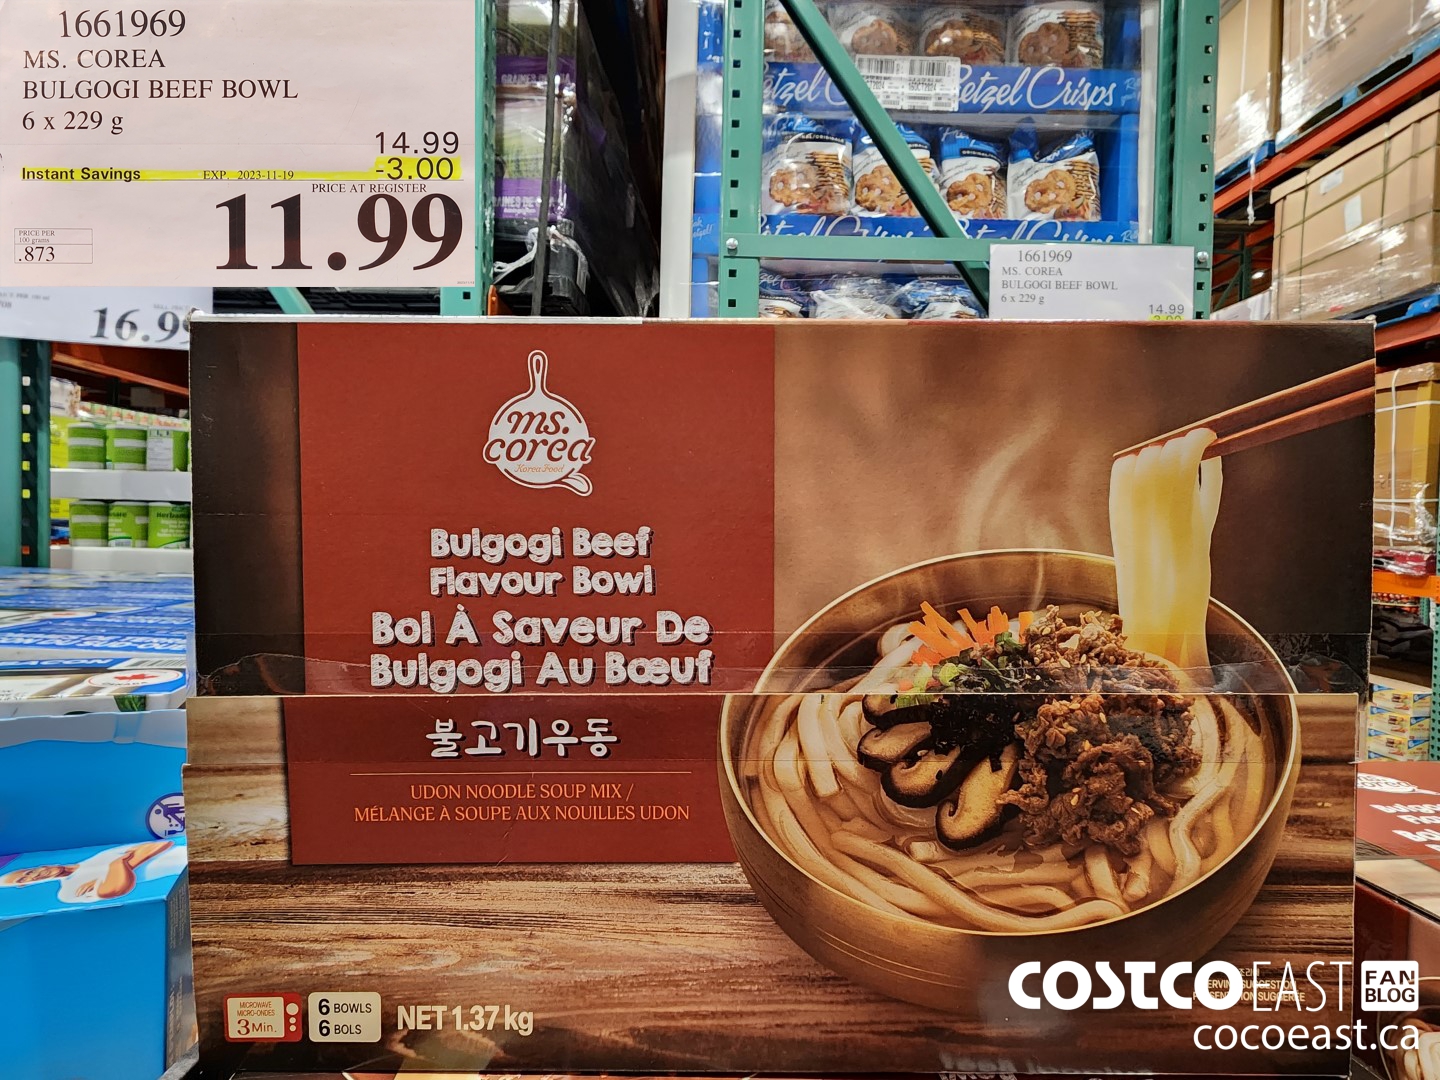 1661969
MS. COREA
BULGOGI BEEF BOWL
6 x 229 g
14.99
Instant Savings EXP. 2023-11-19 -3.00
PRICE AT REGISTER
11.99
PRICE PER
100 grams
.873
16.9
Pretzel Crisps
1661969
MS. COREA
BULGOGI BEEF BOWL
6 x 229 g
14.99
ms.
corea
Korea Food
Bulgogi Beef
Flavour Bowl
Bol À Saveur De
Bulgogi Au Bœuf
불고기우동
UDON NOODLE SOUP MIX /
MÉLANGE À SOUPE AUX NOUILLES UDON
MICROWAVE
MICRO-ONDES
3 Min.
6 BOWLS
6 BOLS
NET 1.37 kg
COSTCO EAST FAN BLOG
cocoeast.ca